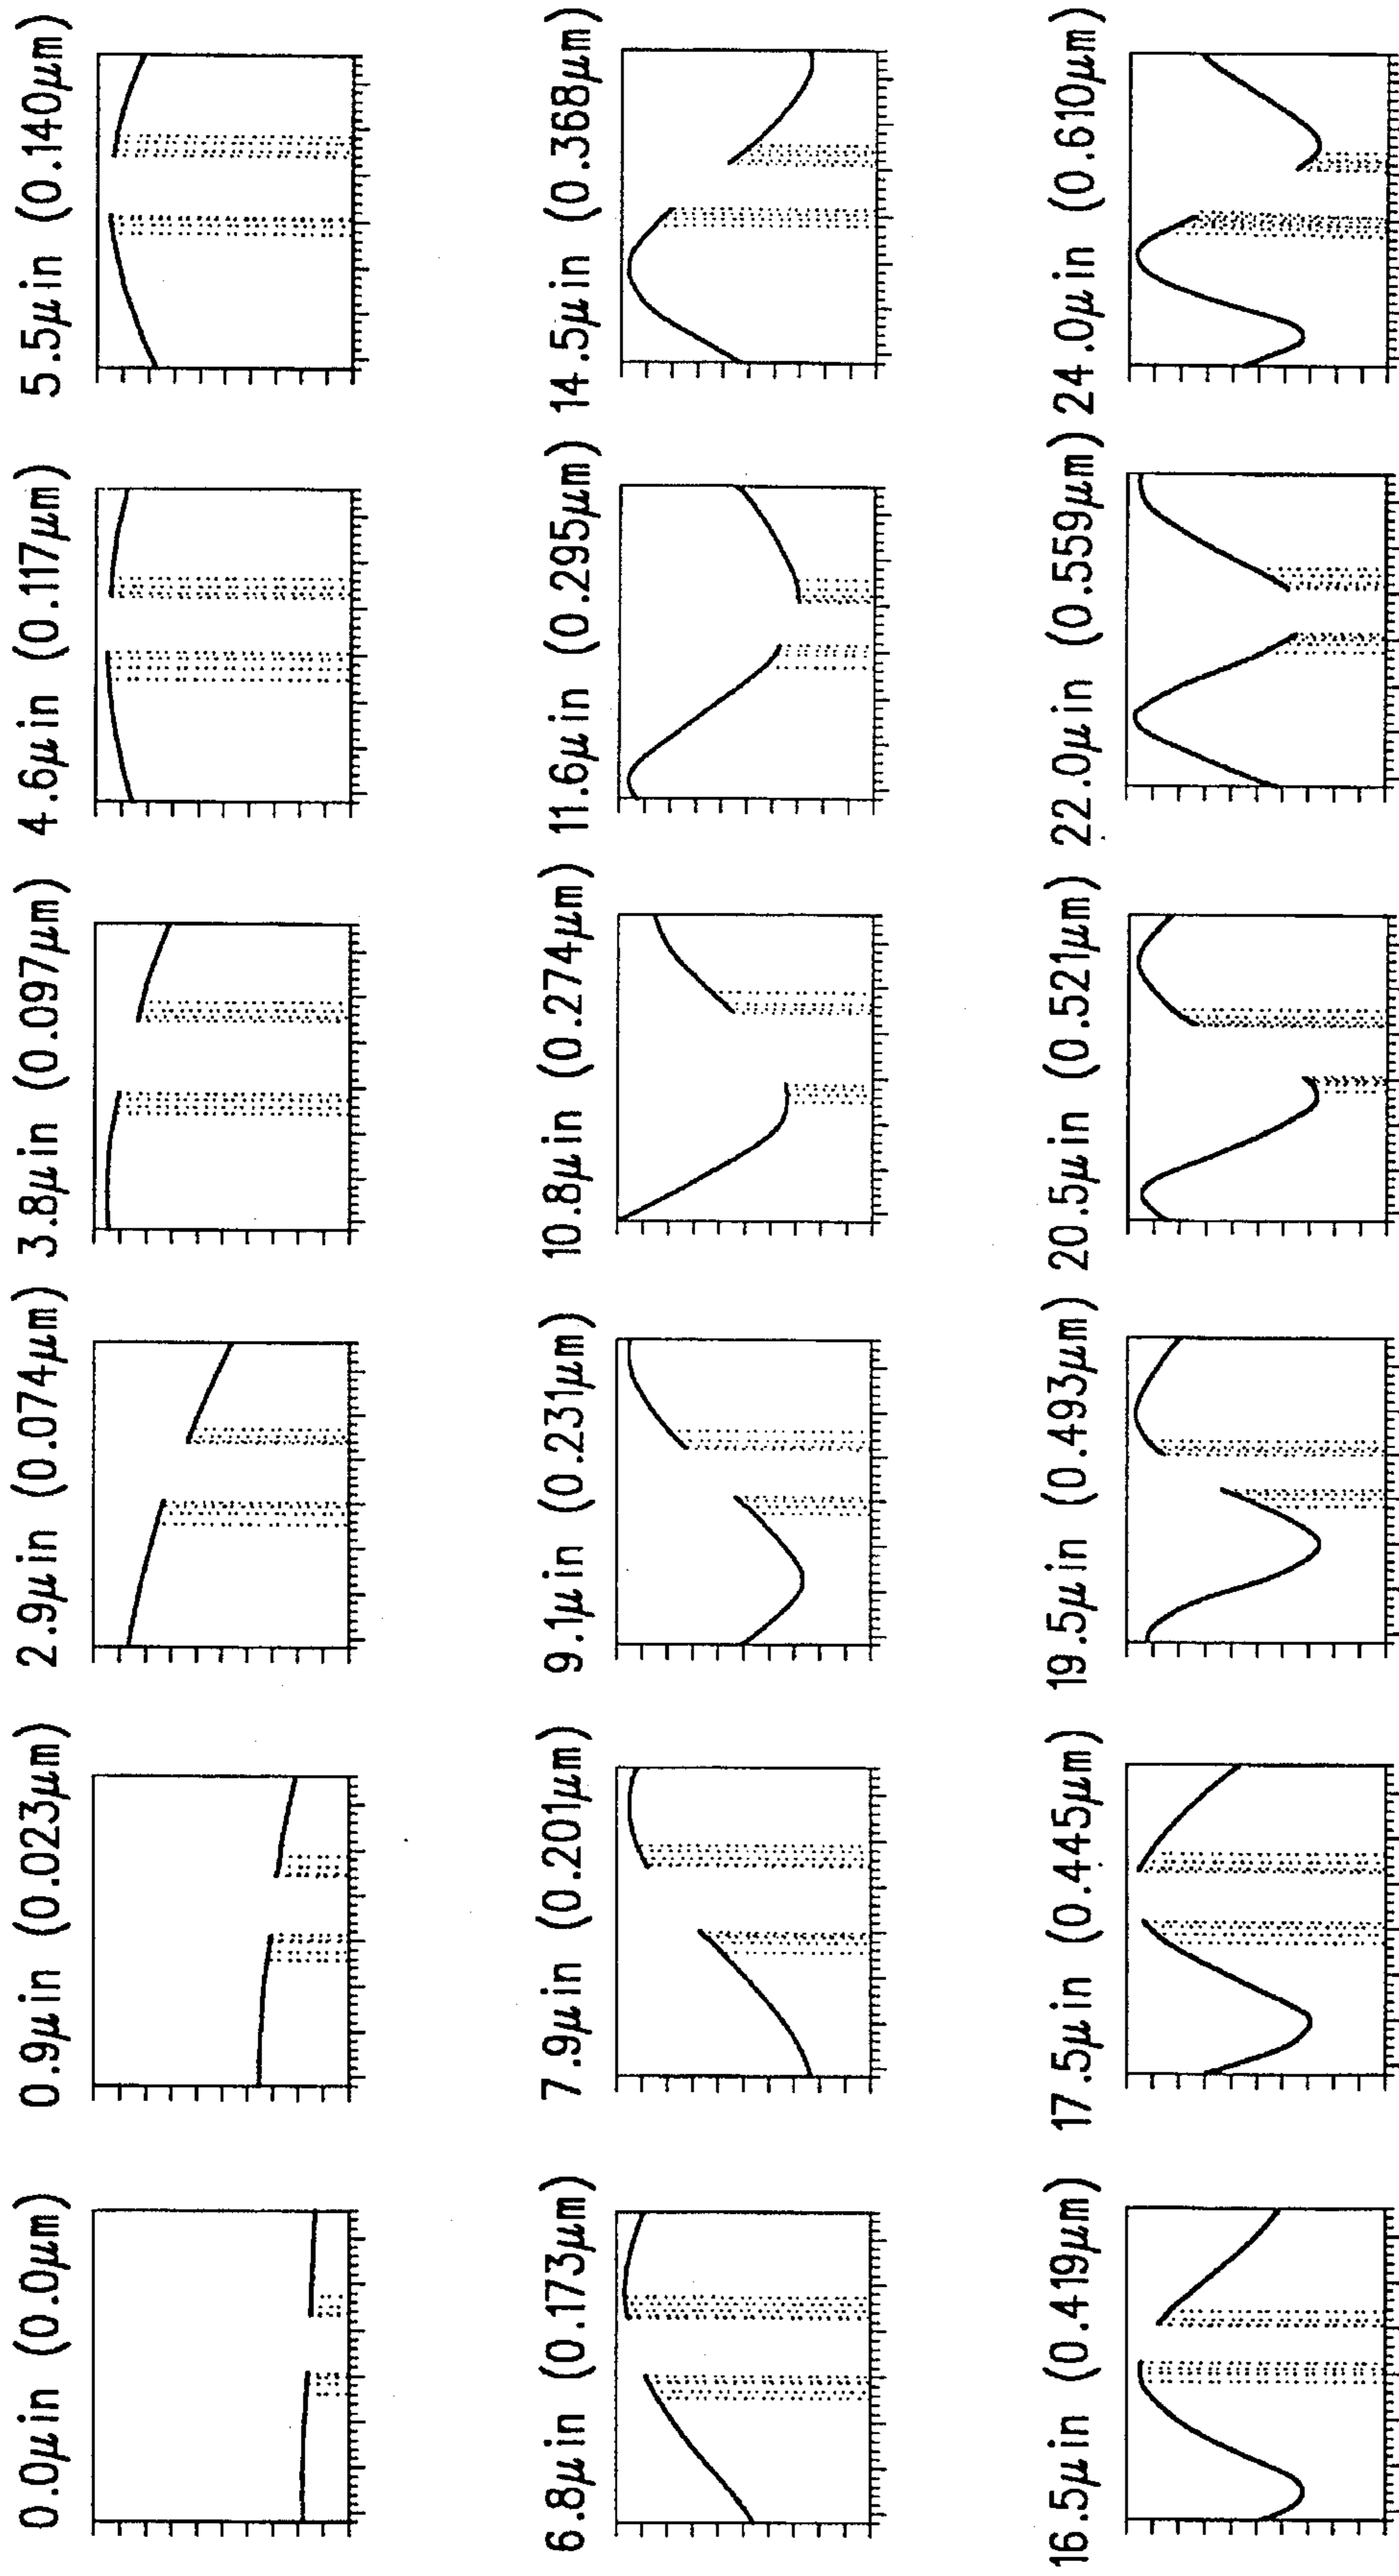 0.0μin (0.0μm)
0.9μin (0.023μm)
2.9μin (0.074μm)
3.8μin (0.097μm)
4.6μin (0.117μm)
5.5μin (0.140μm)
6.8μin (0.173μm)
7.9μin (0.201μm)
9.1μin (0.231μm)
10.8μin (0.274μm)
11.6μin (0.295μm)
14.5μin (0.368μm)
16.5μin (0.419μm)
17.5μin (0.445μm)
19.5μin (0.493μm)
20.5μin (0.521μm)
22.0μin (0.559μm)
24.0μin (0.610μm)